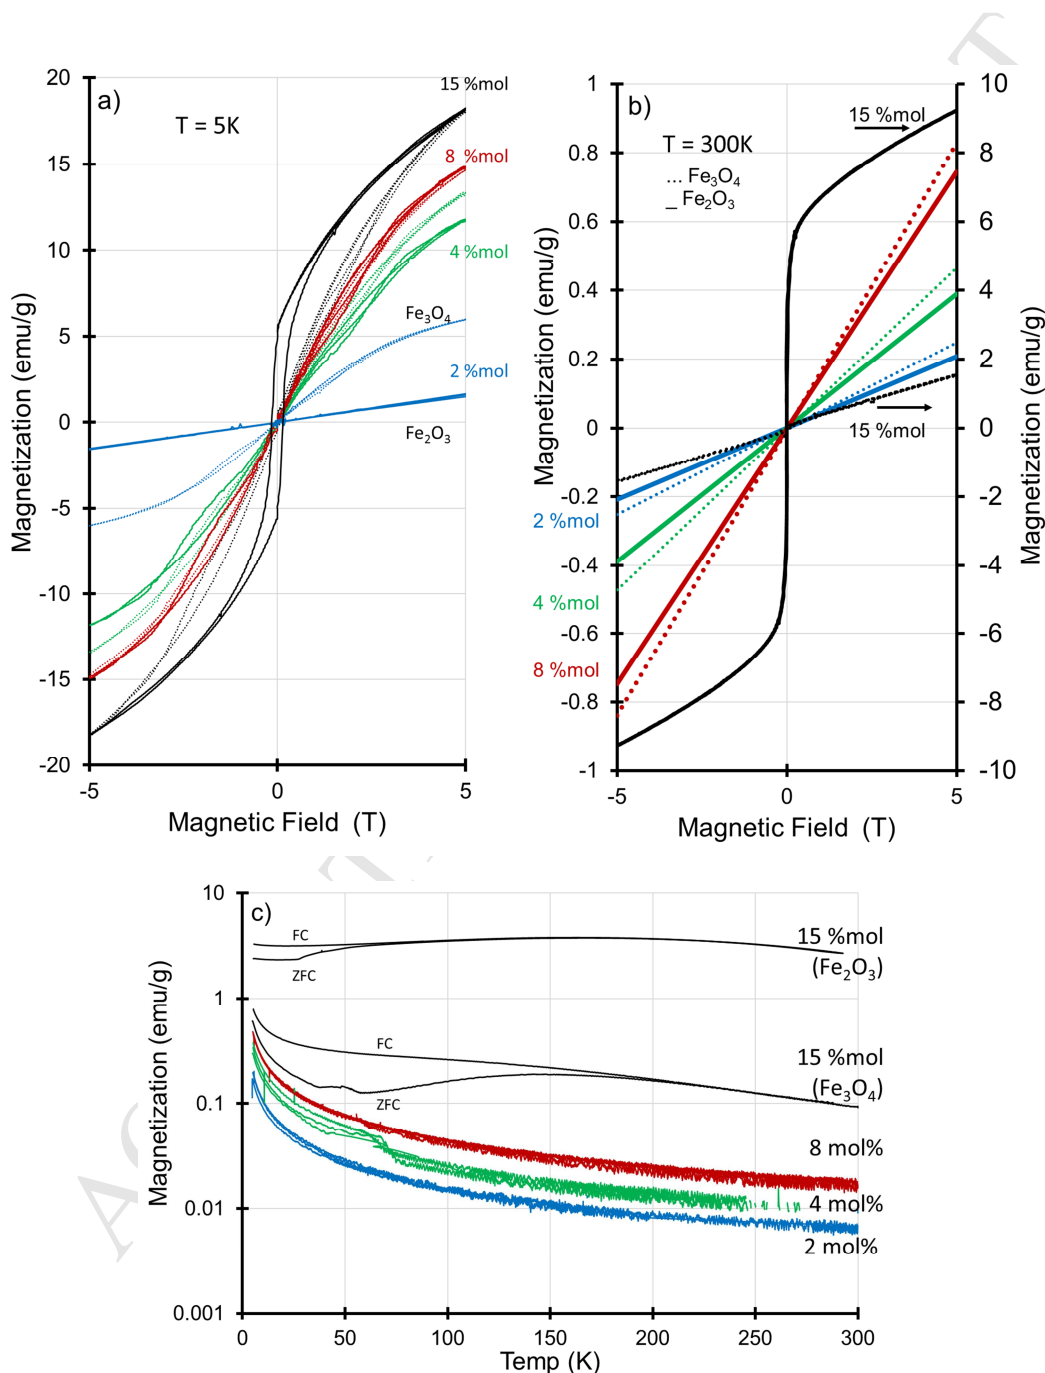 a)
T = 5K
15 %mol
8 %mol
4 %mol
Fe3O4
2 %mol
Fe2O3
20
15
10
5
0
-5
-10
-15
-20
-5
0
5
Magnetization (emu/g)
Magnetic Field (T)
b)
T = 300K
... Fe3O4
_ Fe2O3
15 %mol
15 %mol
2 %mol
4 %mol
8 %mol
1
0.8
0.6
0.4
0.2
0
-0.2
-0.4
-0.6
-0.8
-1
10
8
6
4
2
0
-2
-4
-6
-8
-10
-5
0
5
Magnetization (emu/g)
Magnetization (emu/g)
Magnetic Field (T)
c)
FC
ZFC
15 %mol
(Fe2O3)
FC
ZFC
15 %mol
(Fe3O4)
8 mol%
4 mol%
2 mol%
10
1
0.1
0.01
0.001
0
50
100
150
200
250
300
Magnetization (emu/g)
Temp (K)